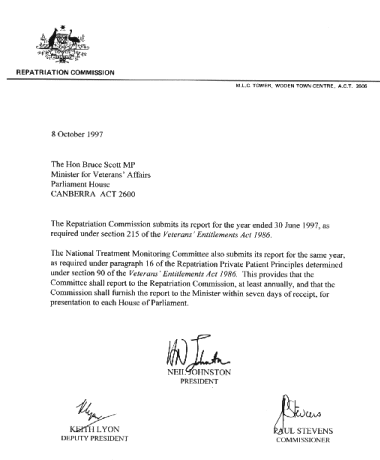 REPATRIATION COMMISSION
M.L.C. TOWER, WODEN TOWN CENTRE, A.C.T. 2606
8 October 1997
The Hon Bruce Scott MP
Minister for Veterans' Affairs
Parliament House
CANBERRA ACT 2600
The Repatriation Commission submits its report for the year ended 30 June 1997, as
required under section 215 of the Veterans' Entitlements Act 1986.
The National Treatment Monitoring Committee also submits its report for the same year,
as required under paragraph 16 of the Repatriation Private Patient Principles determined
under section 90 of the Veterans' Entitlements Act 1986. This provides that the
Committee shall report to the Repatriation Commission, at least annually, and that the
Commission shall furnish the report to the Minister within seven days of receipt, for
presentation to each House of Parliament.
NEIL JOHNSTON
PRESIDENT
KEITH LYON
DEPUTY PRESIDENT
PAUL STEVENS
COMMISSIONER